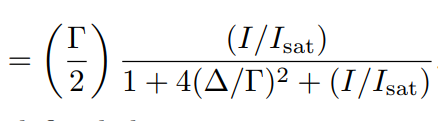 = (Γ/2) (I/I_sat) / (1 + 4(Δ/Γ)² + (I/I_sat))